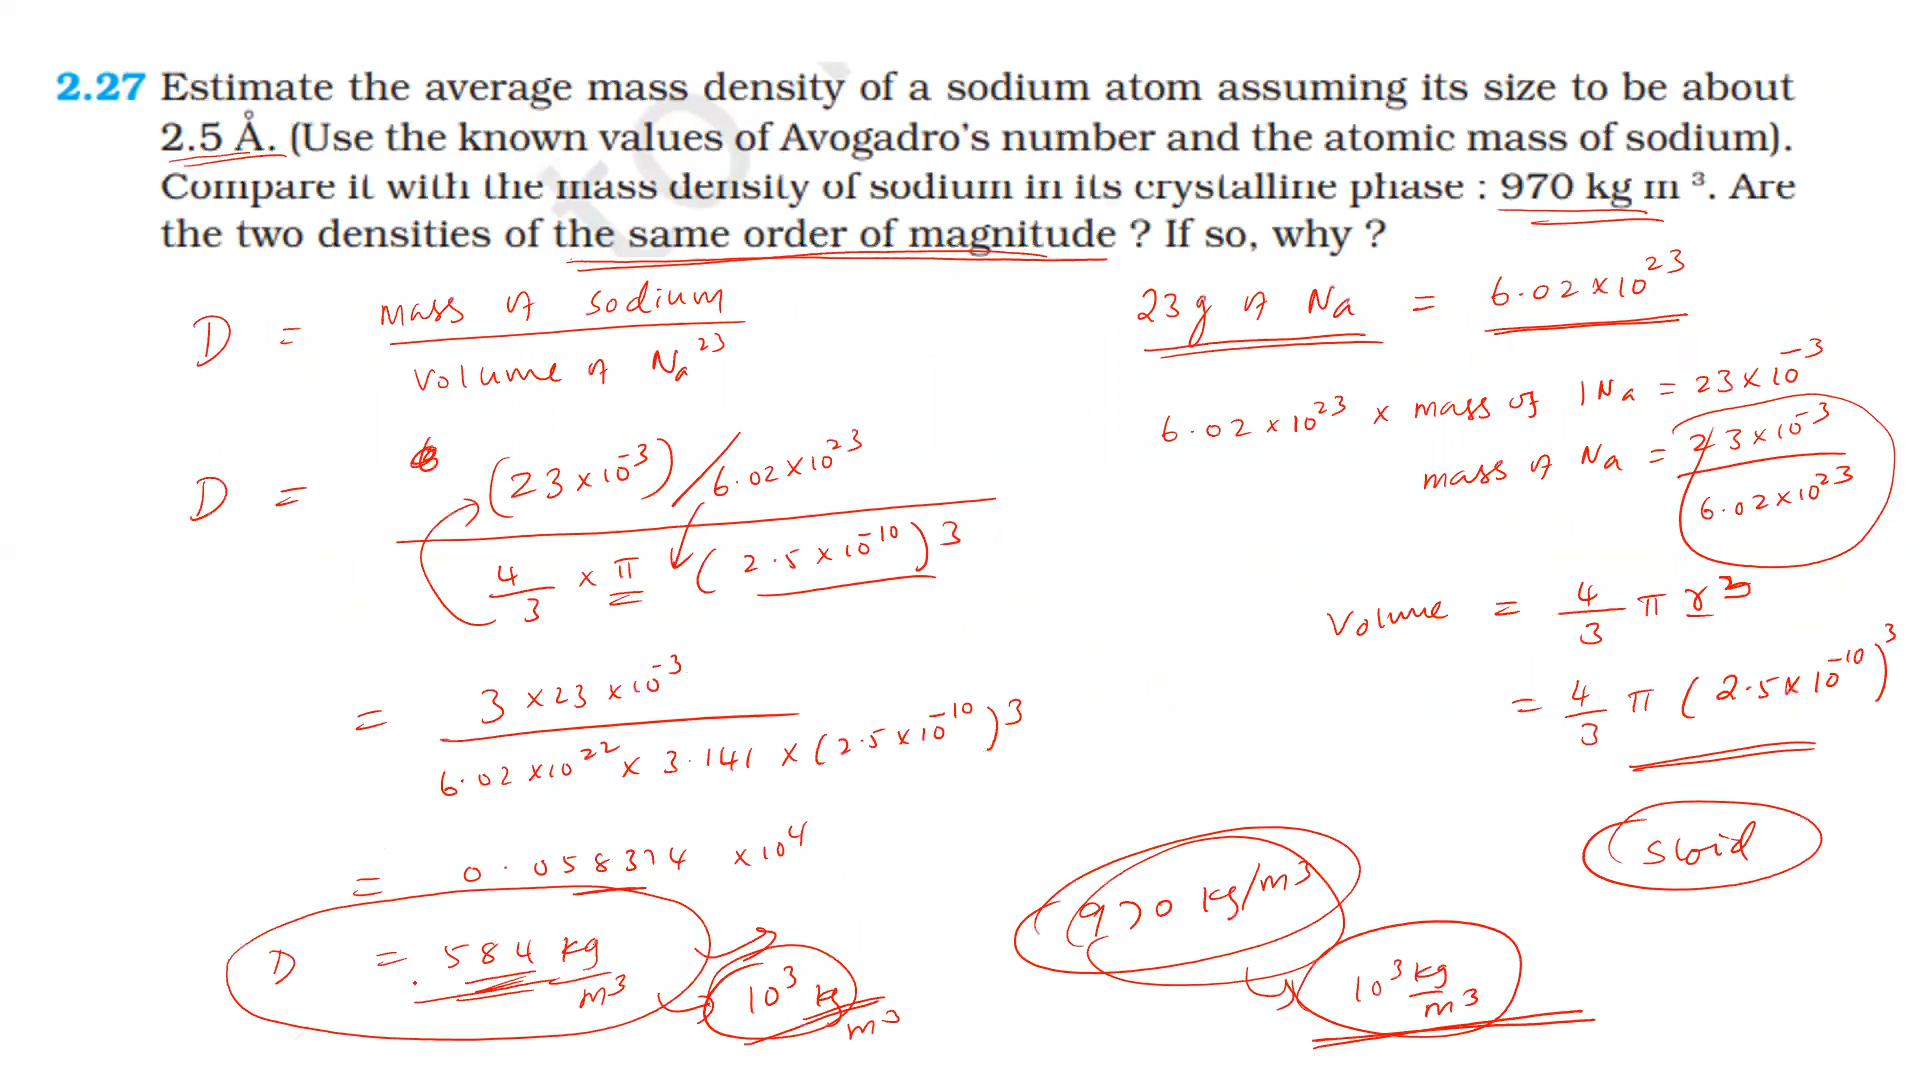 2.27 Estimate the average mass density of a sodium atom assuming its size to be about
2.5 Å. (Use the known values of Avogadro's number and the atomic mass of sodium).
Compare it with the mass density of sodium in its crystalline phase : 970 kg m ³. Are
the two densities of the same order of magnitude ? If so, why ?
D = mass of sodium / volume of Na²³
23 g of Na = 6.02 × 10²³
6.02 × 10²³ × mass of 1 Na = 23 × 10⁻³
mass of Na = 23 × 10⁻³ / 6.02 × 10²³
D = (23 × 10⁻³) / 6.02 × 10²³
4/3 × π (2.5 × 10⁻¹⁰)³
Volume = 4/3 π r³
= 4/3 π (2.5 × 10⁻¹⁰)³
= 3 × 23 × 10⁻³
6.02 × 10²² × 3.141 × (2.5 × 10⁻¹⁰)³
= 0.058374 × 10⁴
sloid
970 kg/m³
D = 584 kg/m³
10³ kg/m³
10³ kg/m³